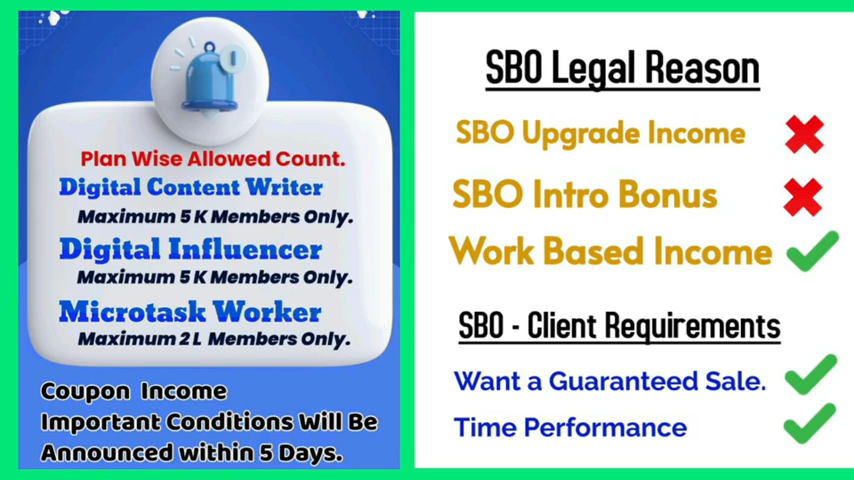 Plan Wise Allowed Count.
Digital Content Writer
Maximum 5 K Members Only.
Digital Influencer
Maximum 5 K Members Only.
Microtask Worker
Maximum 2 L Members Only.
Coupon Income
Important Conditions Will Be
Announced within 5 Days.
SBO Legal Reason
SBO Upgrade Income
SBO Intro Bonus
Work Based Income
SBO - Client Requirements
Want a Guaranteed Sale.
Time Performance